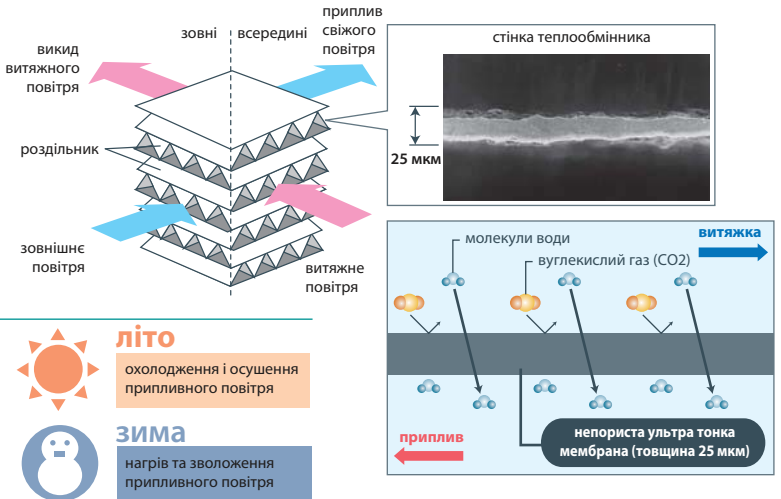 зовні
всередині
приплив
свіжого
повітря
викид
витяжного
повітря
роздільник
зовнішнє
повітря
витяжне
повітря
стінка теплообмінника
25 мкм
молекули води
вуглекислий газ (СО2)
витяжка
приплив
непориста ультра тонка
мембрана (товщина 25 мкм)
літо
охолодження і осушення
припливного повітря
зима
нагрів та зволоження
припливного повітря